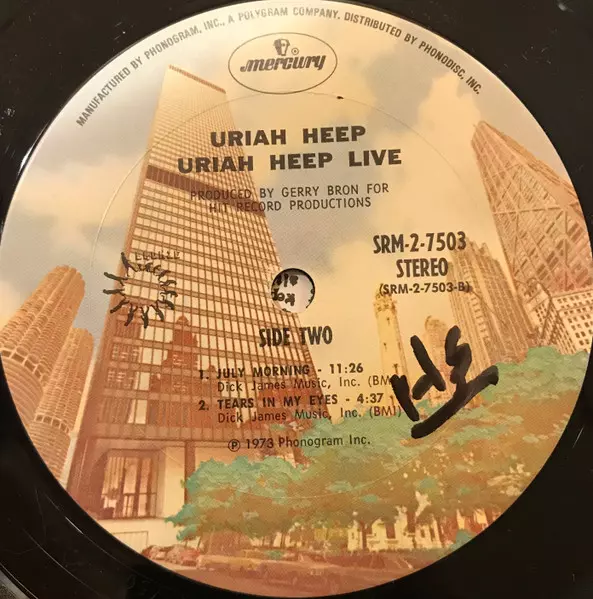 MANUFACTURED BY PHONOGRAM, INC., A POLYGRAM COMPANY, DISTRIBUTED BY PHONODISC, INC.
mercury
®
URIAH HEEP
URIAH HEEP LIVE
PRODUCED BY GERRY BRON FOR
HIT RECORD PRODUCTIONS
SRM-2-7503
STEREO
(SRM-2-7503-B)
SIDE TWO
1. JULY MORNING - 11:26
Dick James Music, Inc. (BM
2. TEARS IN MY EYES - 4:37
Dick James Music, Inc. (BMI)
℗ 1973 Phonogram Inc.